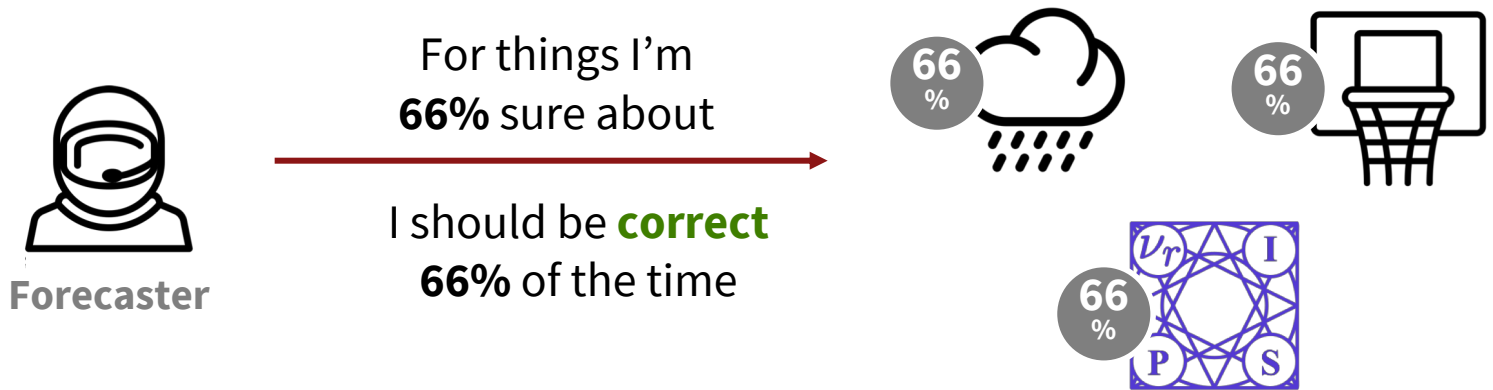 For things I'm
66% sure about
I should be correct
66% of the time
Forecaster
66
%
66
%
66
%
νr I
P S